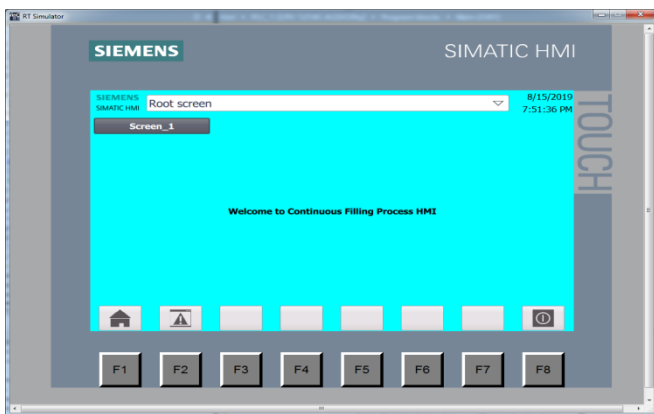 RT Simulator
SIEMENS
SIMATIC HMI
SIEMENS
SIMATIC HMI
Root screen
8/15/2019
7:51:36 PM
TOUCH
Screen_1
Welcome to Continuous Filling Process HMI
F1
F2
F3
F4
F5
F6
F7
F8